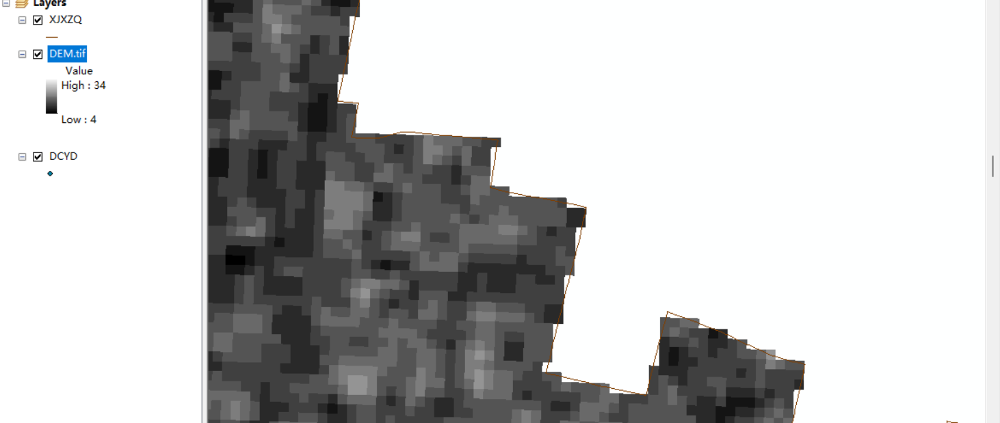 Layers
XJXZQ
DEM.tif
Value
High : 34
Low : 4
DCYD